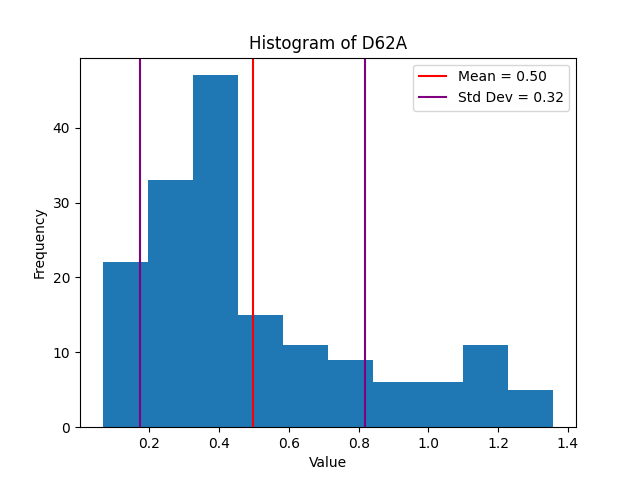 Histogram of D62A
Mean = 0.50
Std Dev = 0.32
Frequency
40
30
20
10
0
0.2 0.4 0.6 0.8 1.0 1.2 1.4
Value